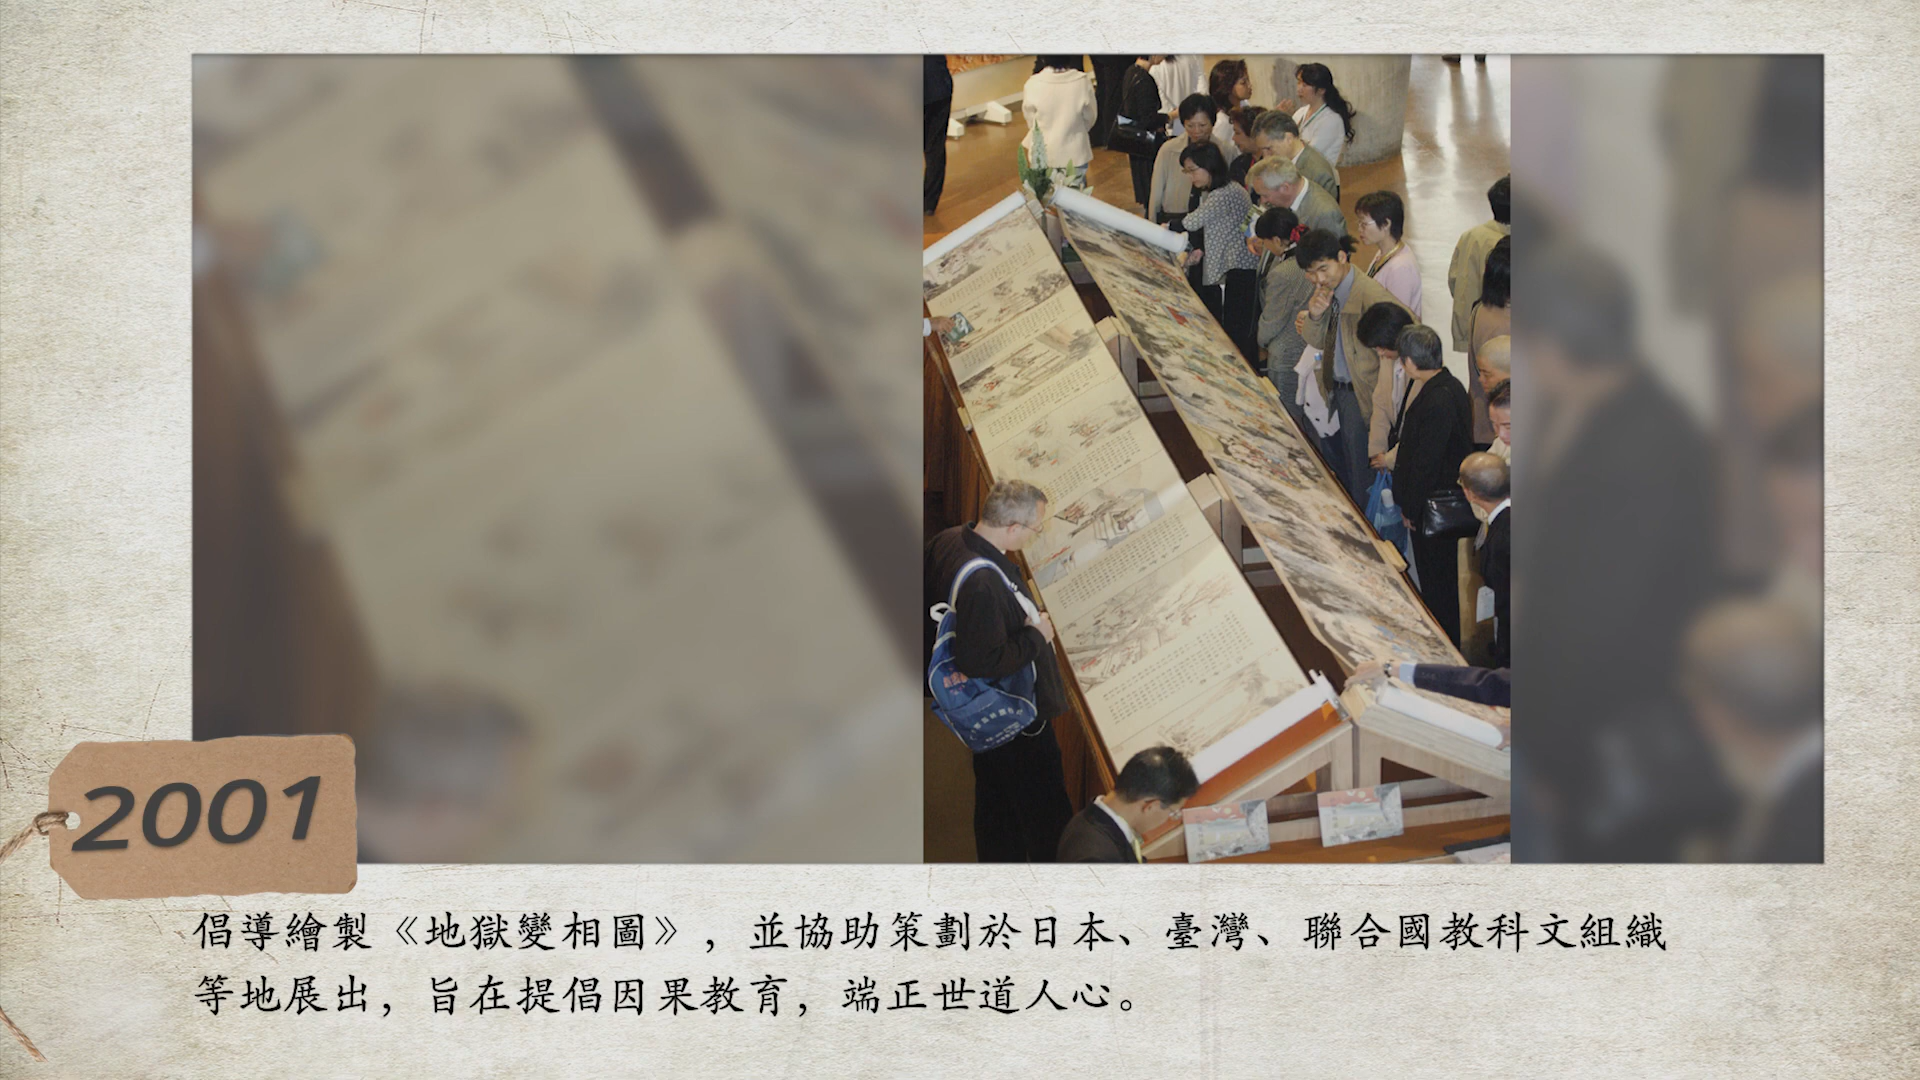 2001
倡導繪製《地獄變相圖》，並協助策劃於日本、臺灣、聯合國教科文組織
等地展出，旨在提倡因果教育，端正世道人心。